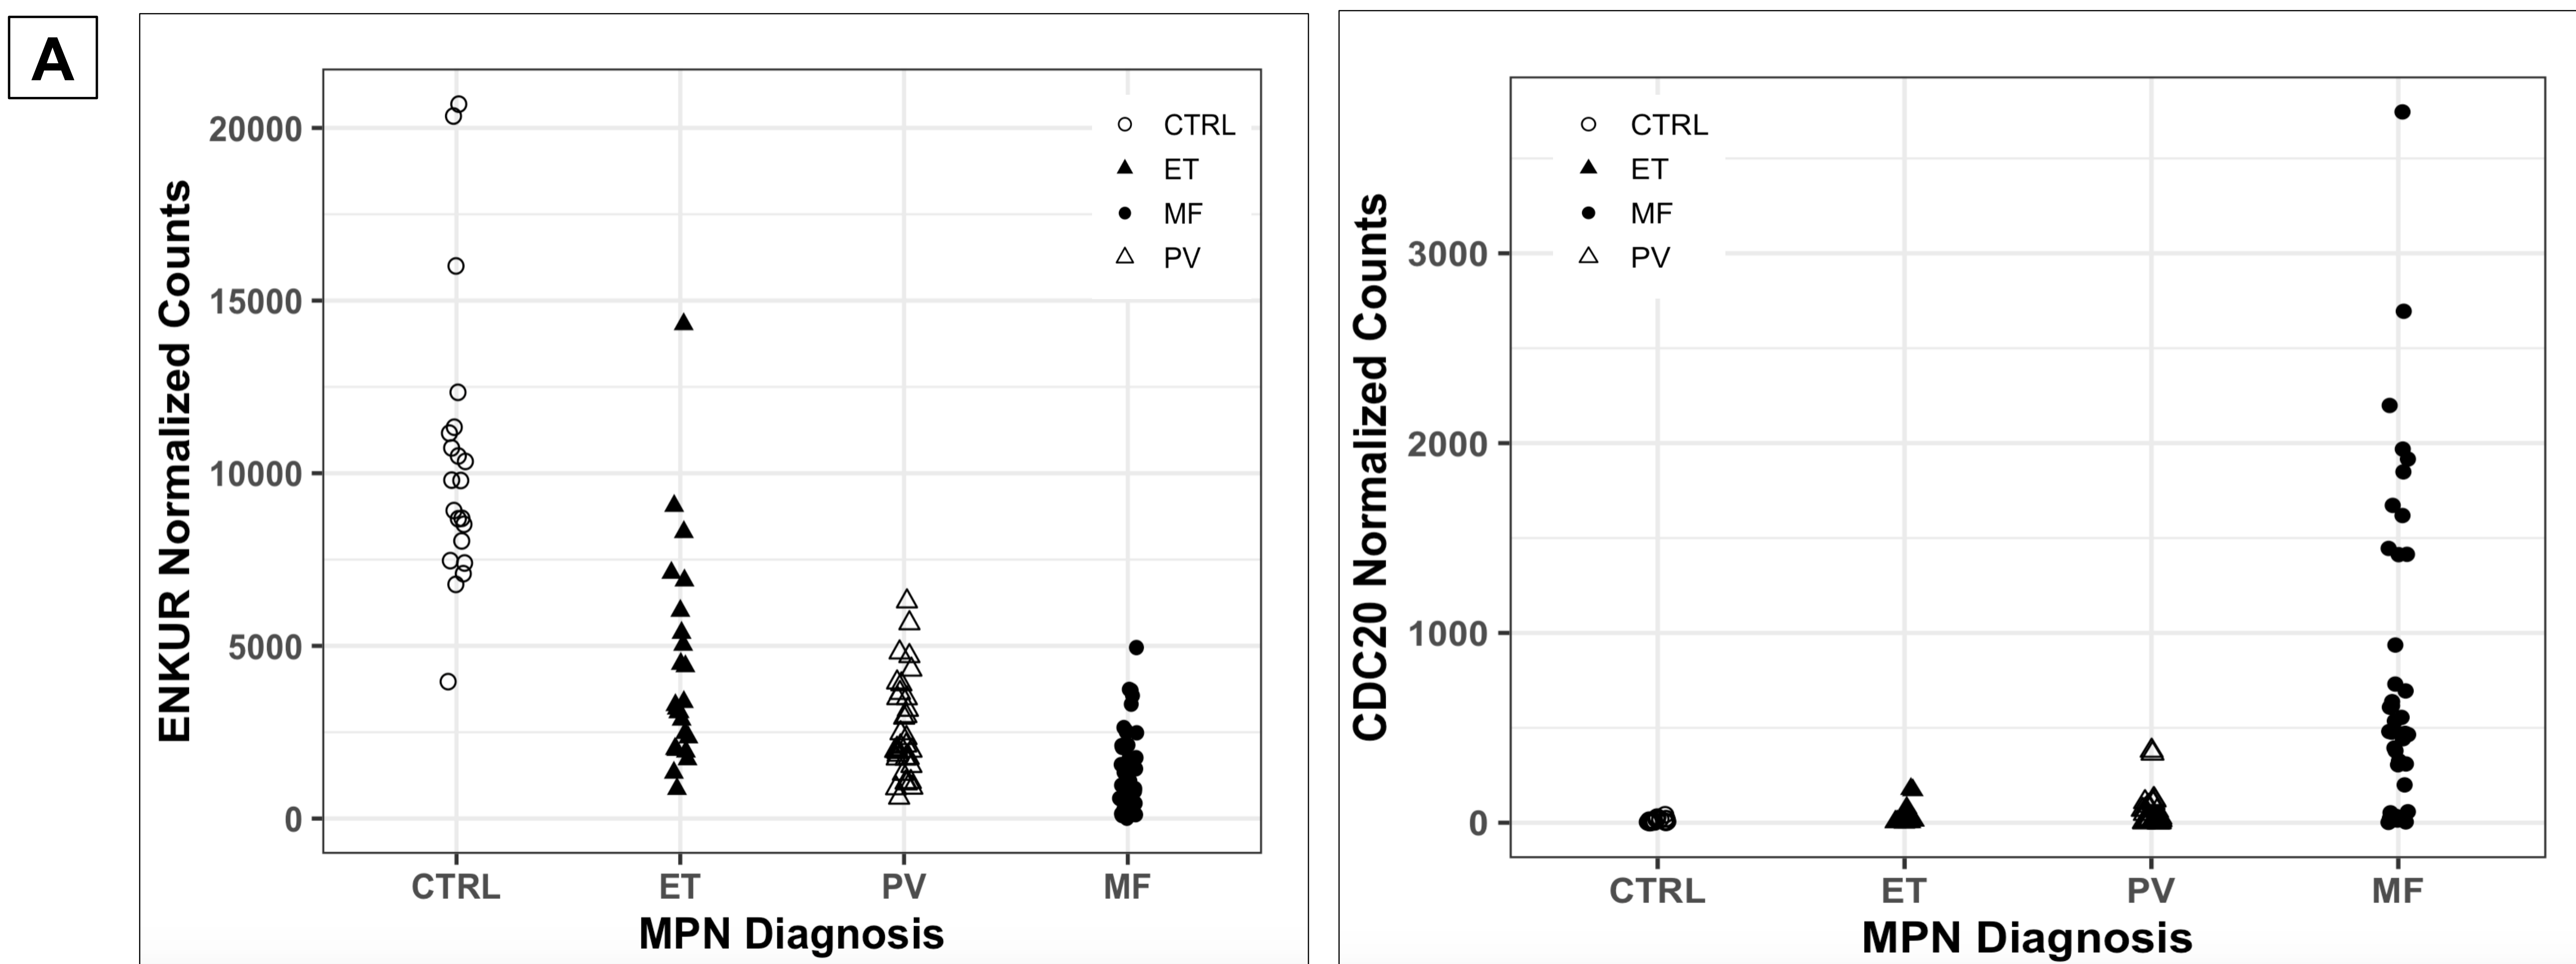 A
ENKUR Normalized Counts
20000
15000
10000
5000
0
CTRL
ET
MF
PV
CTRL ET PV MF
MPN Diagnosis
CDC20 Normalized Counts
3000
2000
1000
0
CTRL
ET
MF
PV
CTRL ET PV MF
MPN Diagnosis